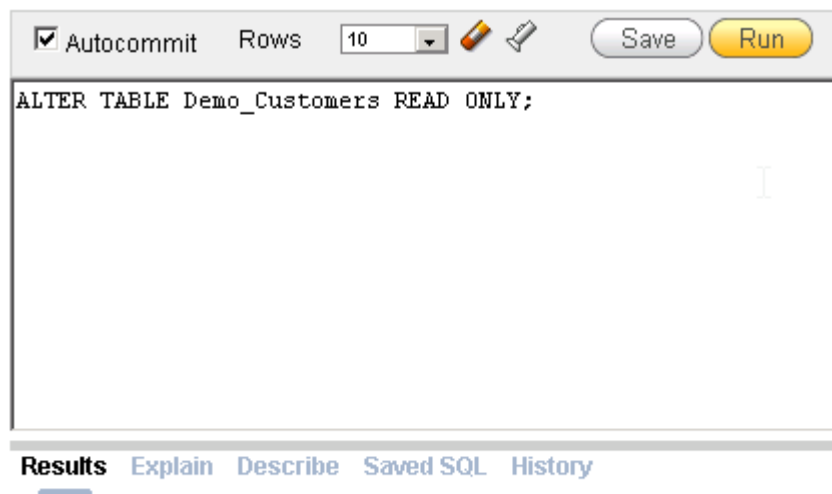 Autocommit Rows 10 Save Run
ALTER TABLE Demo_Customers READ ONLY;
Results Explain Describe Saved SQL History